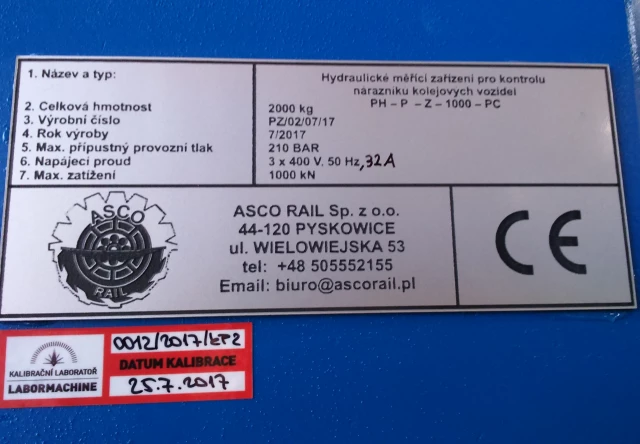 1. Název a typ: Hydraulické měřicí zařízení pro kontrolu
nárazníku kolejových vozidel
PH – P – Z – 1000 – PC
2. Celková hmotnost 2000 kg
3. Výrobní číslo PZ/02/07/17
4. Rok výroby 7/2017
5. Max. přípustný provozní tlak 210 BAR
6. Napájecí proud 3 x 400 V. 50 Hz, 32A
7. Max. zatížení 1000 kN
ASCO
RAIL
ASCO RAIL Sp. z o.o.
44-120 PYSKOWICE
ul. WIELOWIEJSKA 53
tel: +48 505552155
Email: biuro@ascorail.pl
CE
KALIBRAČNÍ LABORATOŘ
LABORMACHINE
0012/2017/LT2
DATUM KALIBRACE
25.7.2017